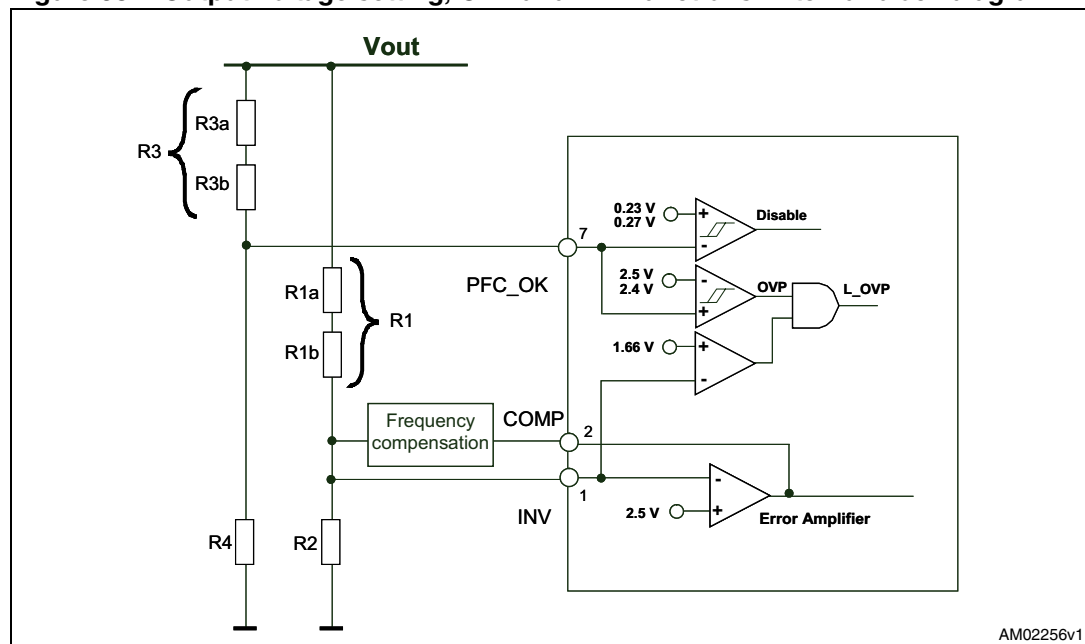 Vout
R3a
R3
R3b
7
PFC_OK
R1a
R1
R1b
0.23 V
0.27 V
+
-
Disable
2.5 V
2.4 V
-
+
OVP
L_OVP
1.66 V
+
-
Frequency
compensation
COMP
2
1
INV
-
2.5 V
+
Error Amplifier
R4
R2
AM02256v1